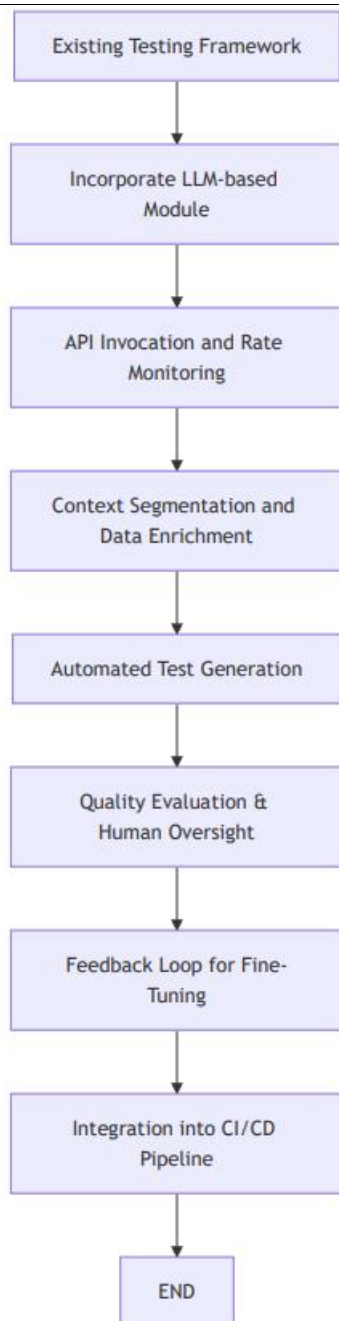 Existing Testing Framework
Incorporate LLM-based
Module
API Invocation and Rate
Monitoring
Context Segmentation and
Data Enrichment
Automated Test Generation
Quality Evaluation &
Human Oversight
Feedback Loop for Fine-
Tuning
Integration into CI/CD
Pipeline
END